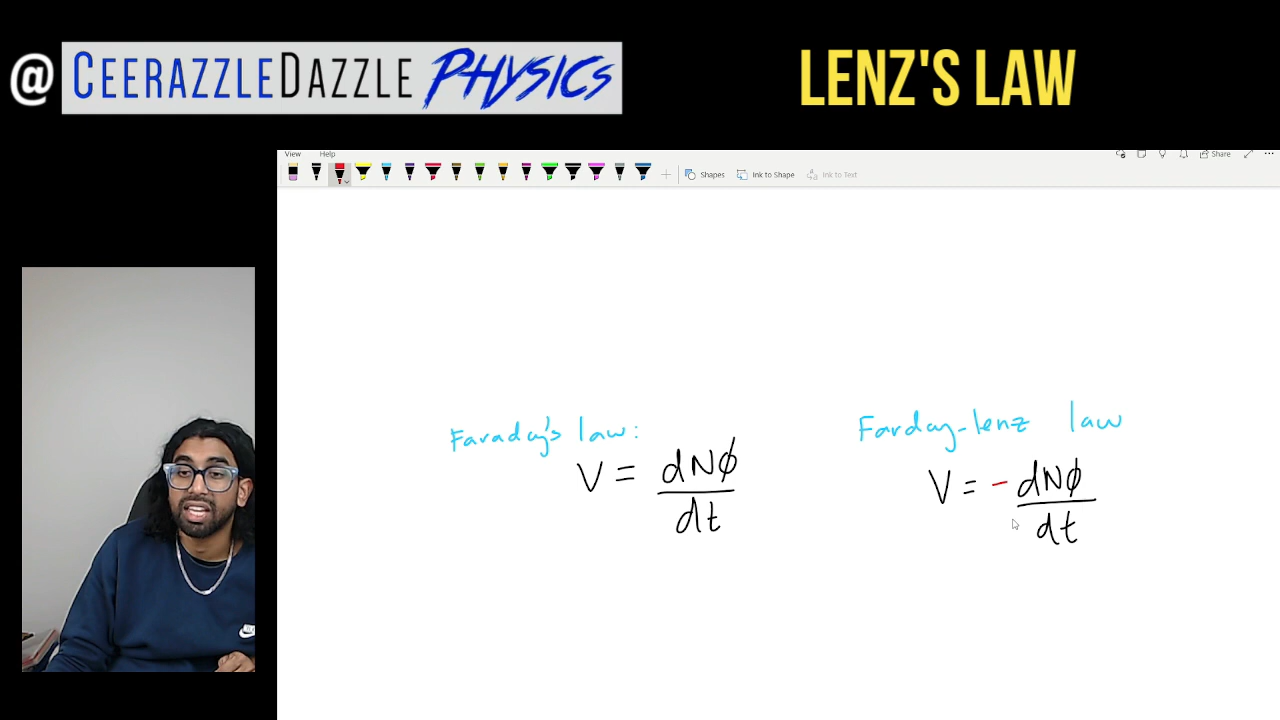 @ CEERAZZLEDAZZLE PHYSICS
LENZ'S LAW
View Help
Share
Shapes Ink to Shape Ink to Text
Faraday's law:
V = dNϕ
dt
Farday-lenz law
V = - dNϕ
dt